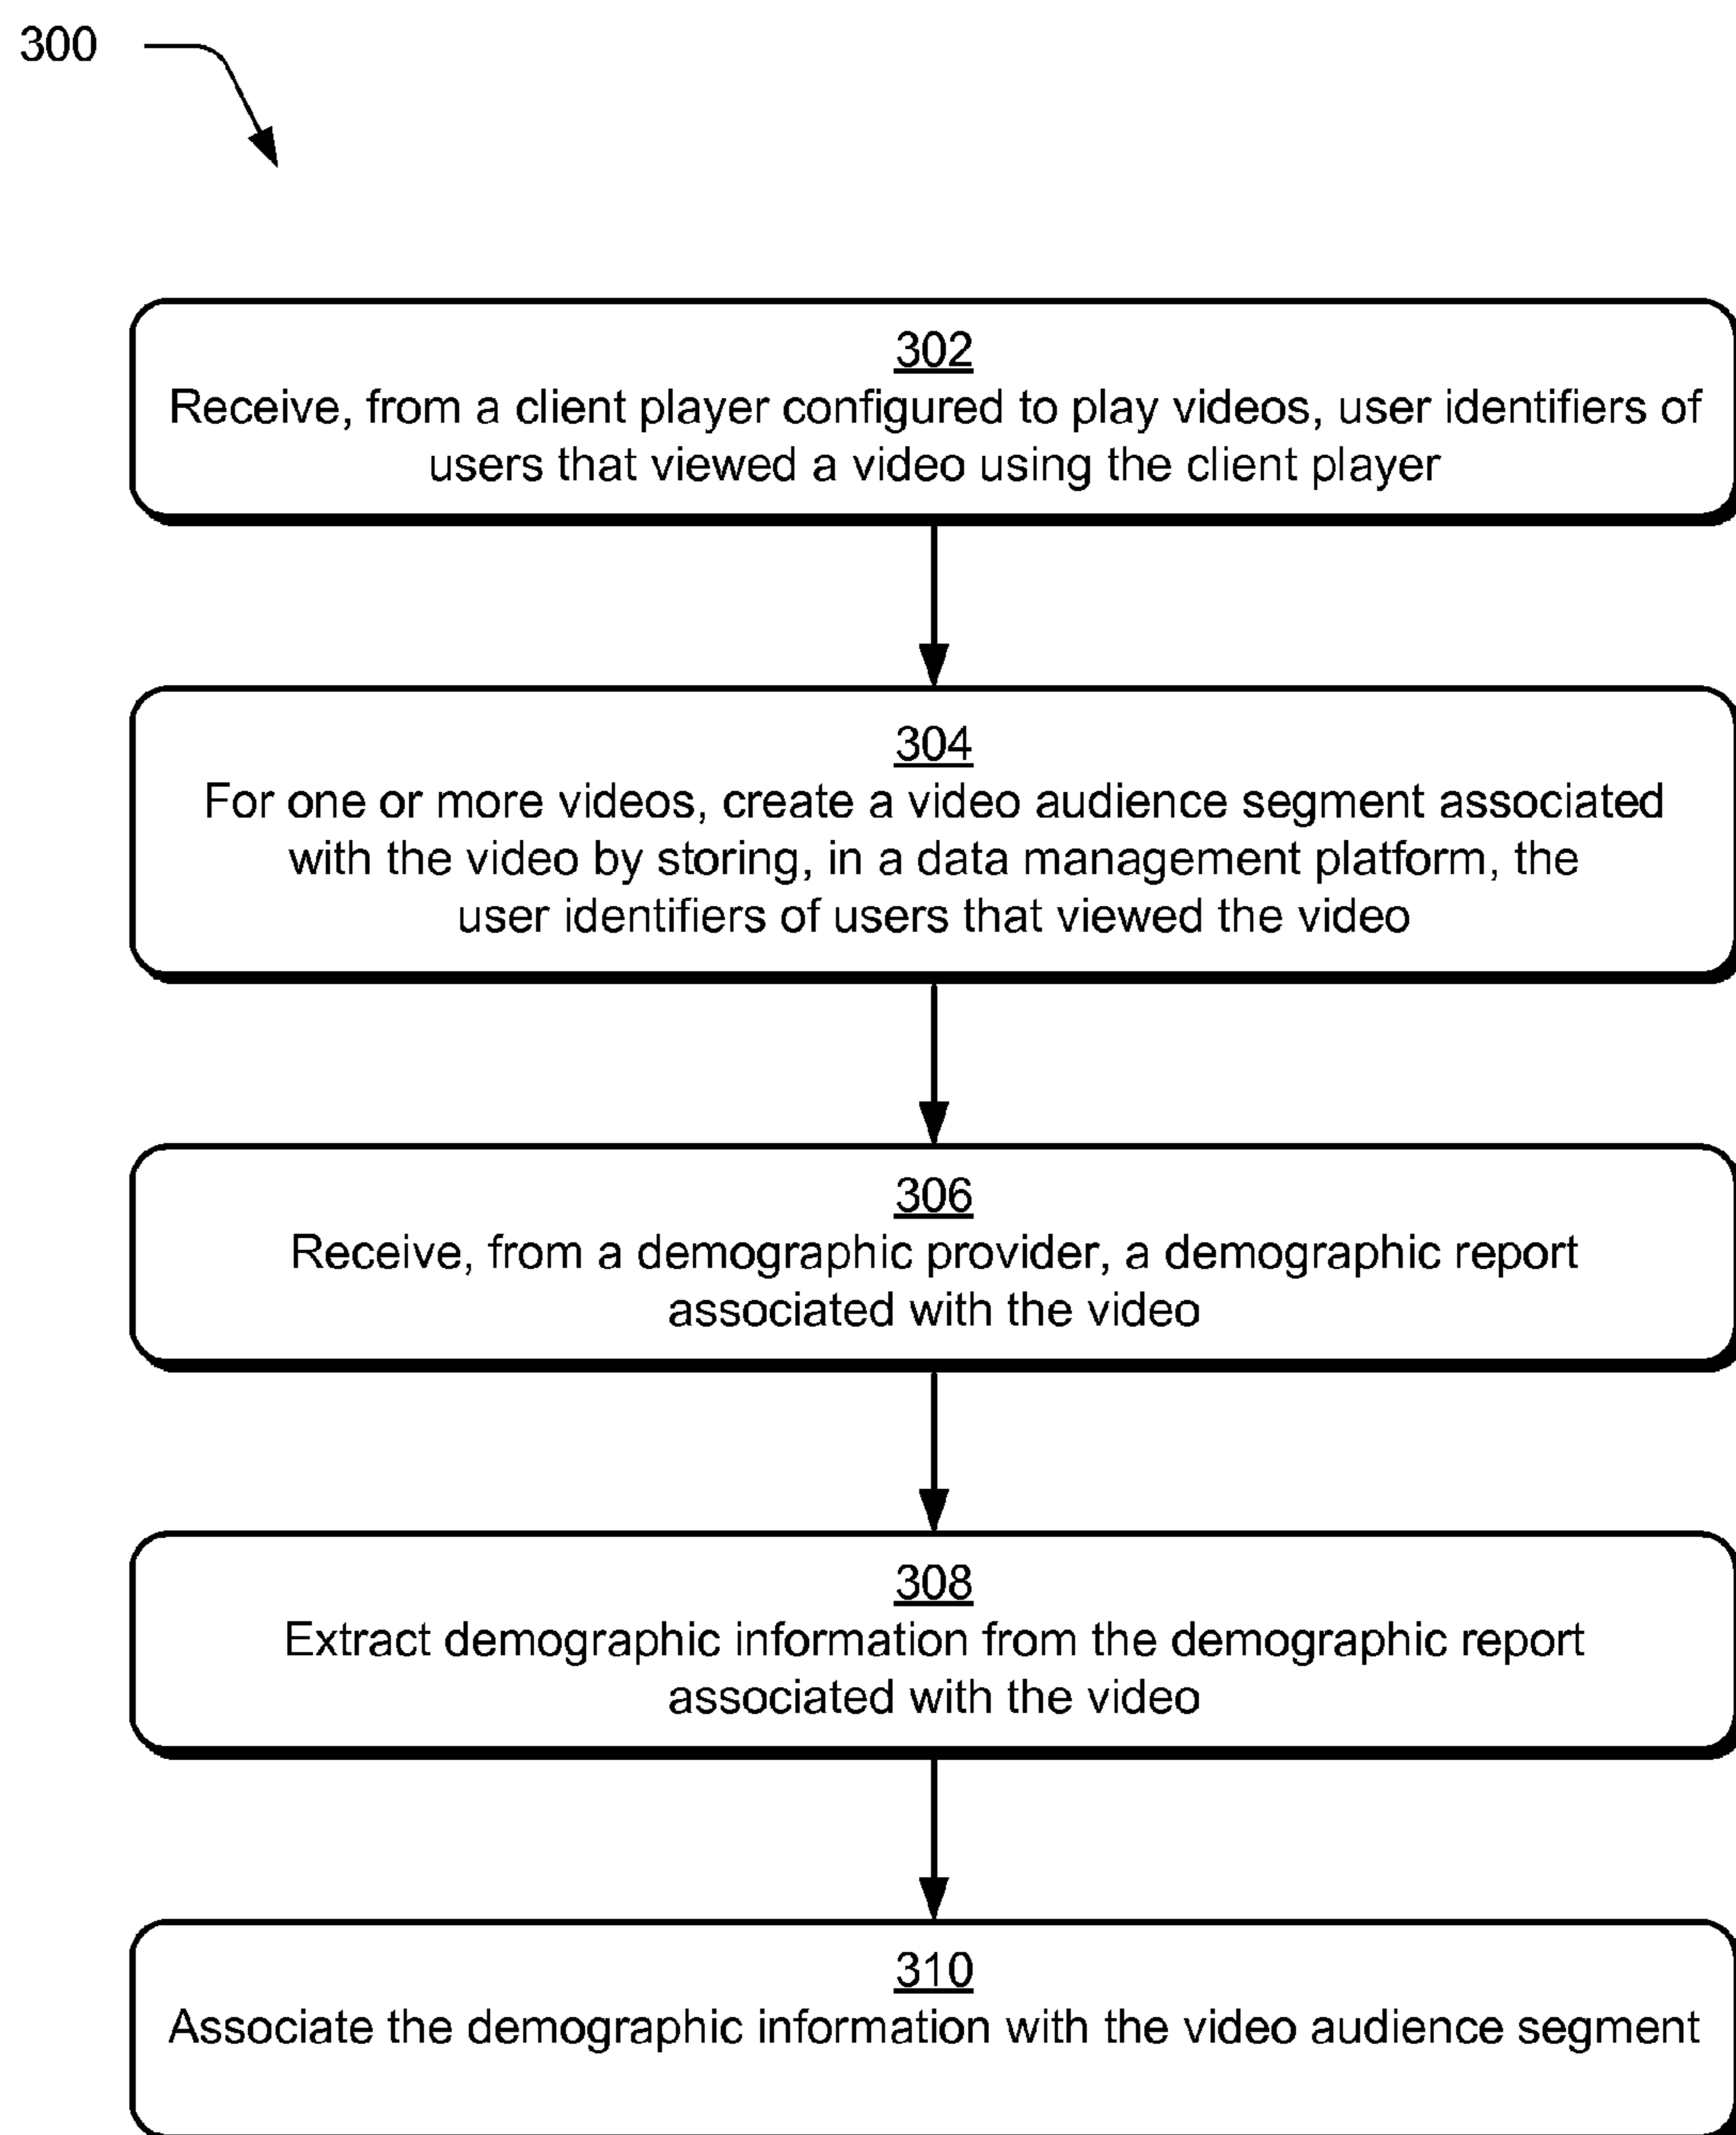 300
302
Receive, from a client player configured to play videos, user identifiers of
users that viewed a video using the client player
304
For one or more videos, create a video audience segment associated
with the video by storing, in a data management platform, the
user identifiers of users that viewed the video
306
Receive, from a demographic provider, a demographic report
associated with the video
308
Extract demographic information from the demographic report
associated with the video
310
Associate the demographic information with the video audience segment